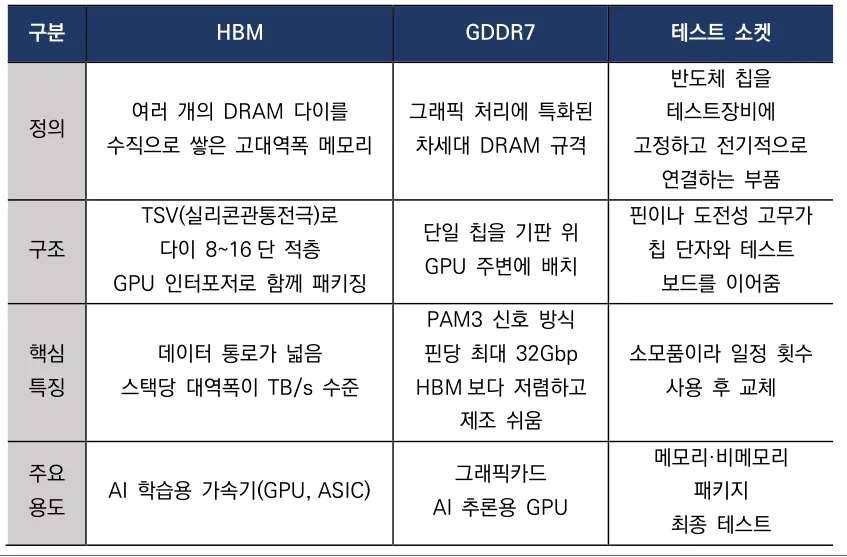 구분 HBM GDDR7 테스트 소켓
정의
여러 개의 DRAM 다이를
수직으로 쌓은 고대역폭 메모리
그래픽 처리에 특화된
차세대 DRAM 규격
반도체 칩을
테스트장비에
고정하고 전기적으로
연결하는 부품
구조
TSV(실리콘관통전극)로
다이 8~16단 적층
GPU 인터포저로 함께 패키징
단일 칩을 기판 위
GPU 주변에 배치
핀이나 도전성 고무가
칩 단자와 테스트
보드를 이어줌
핵심
특징
데이터 통로가 넓음
스택당 대역폭이 TB/s 수준
PAM3 신호 방식
핀당 최대 32Gbp
HBM보다 저렴하고
제조 쉬움
소모품이라 일정 횟수
사용 후 교체
주요
용도
AI 학습용 가속기(GPU, ASIC)
그래픽카드
AI 추론용 GPU
메모리·비메모리
패키지
최종 테스트